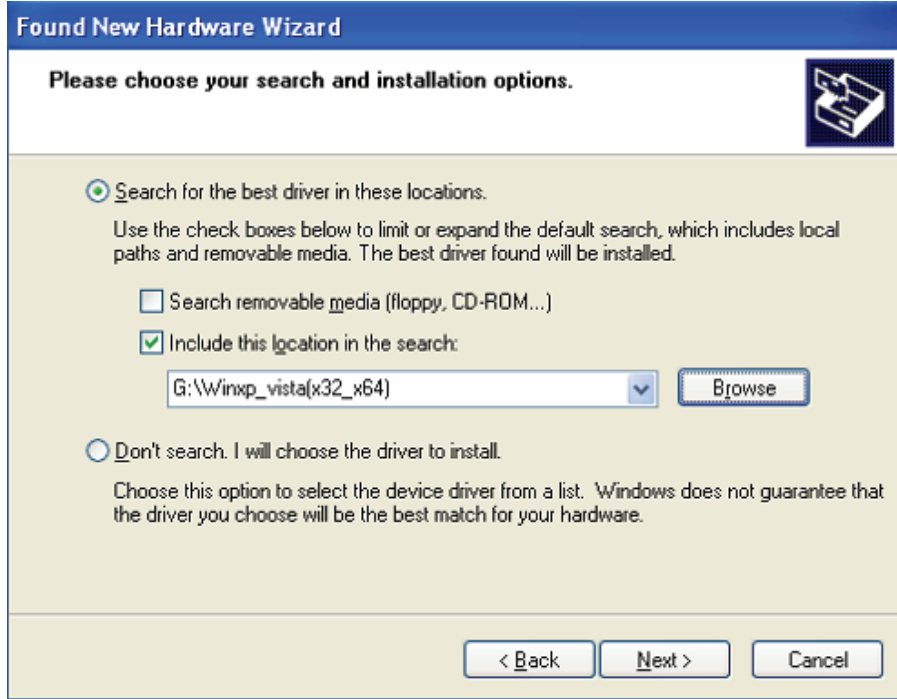 Found New Hardware Wizard
Please choose your search and installation options.
Search for the best driver in these locations.
Use the check boxes below to limit or expand the default search, which includes local
paths and removable media. The best driver found will be installed.
Search removable media (floppy, CD-ROM...)
Include this location in the search:
G:\Winxp_vista(x32_x64)
Browse
Don't search. I will choose the driver to install.
Choose this option to select the device driver from a list. Windows does not guarantee that
the driver you choose will be the best match for your hardware.
< Back
Next >
Cancel